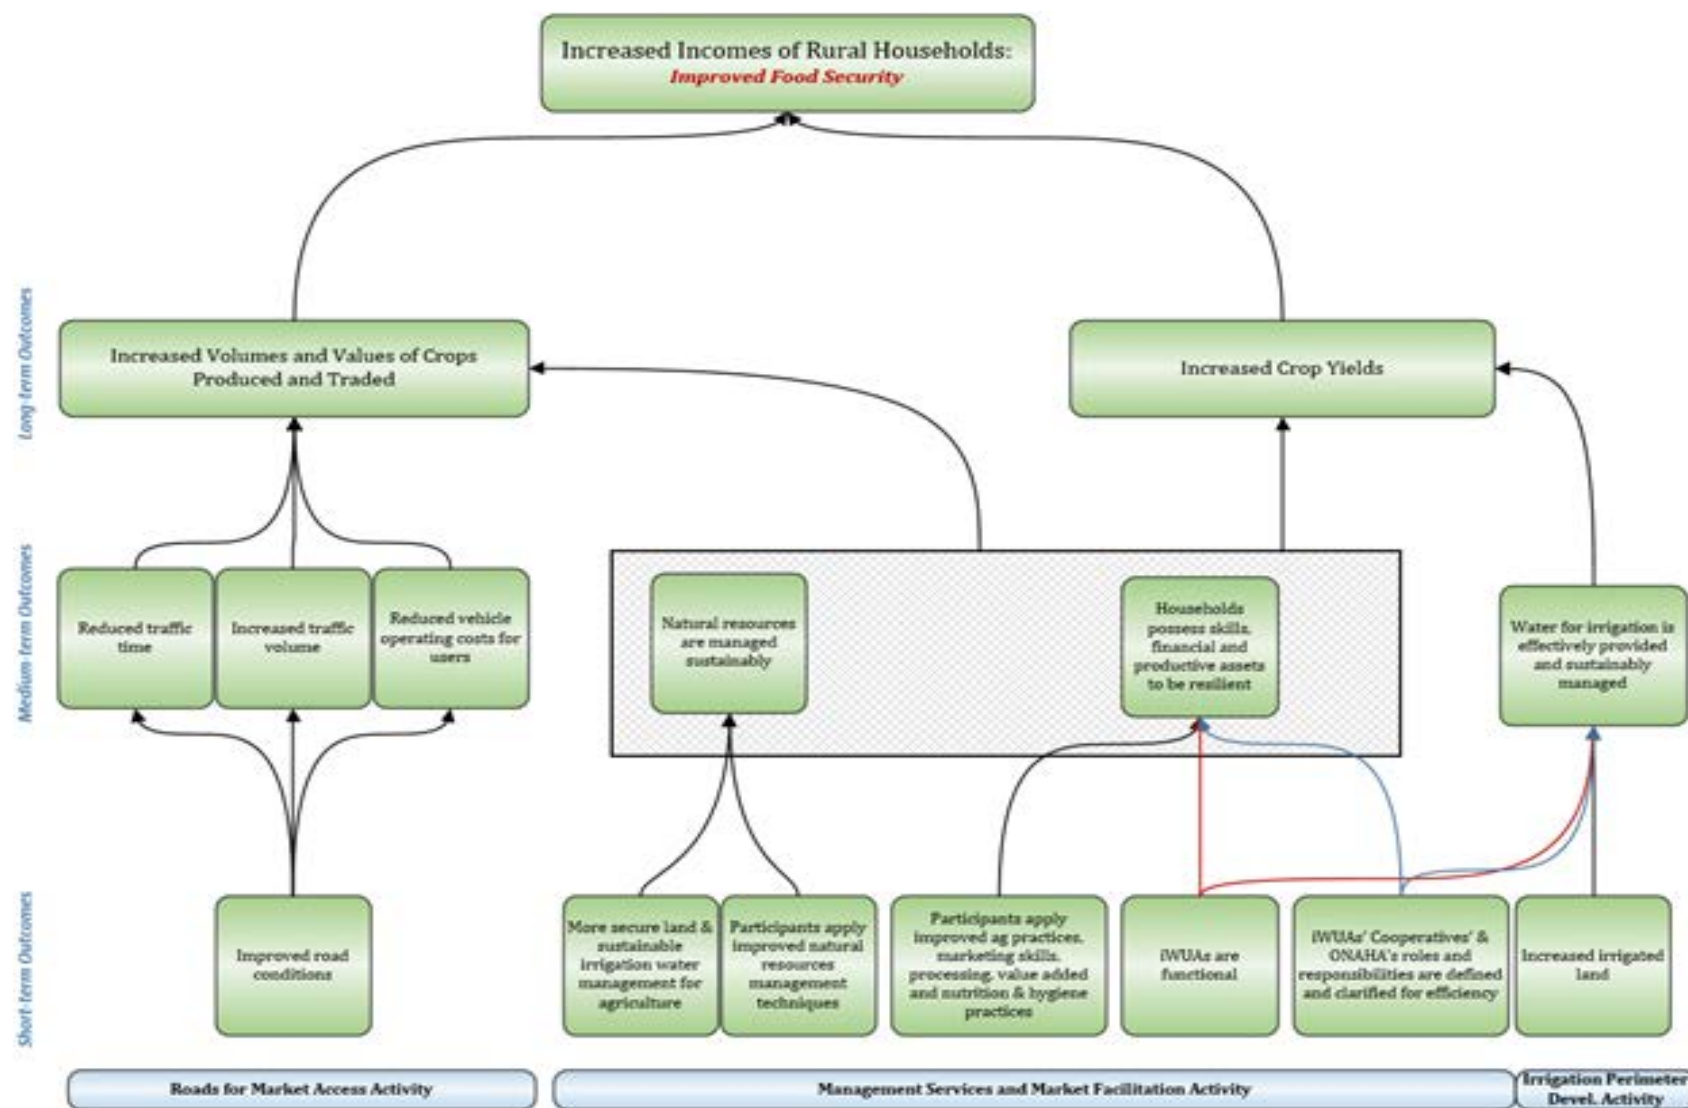 Increased Incomes of Rural Households:
Improved Food Security
Long-term Outcomes
Increased Volumes and Values of Crops
Produced and Traded
Increased Crop Yields
Medium-term Outcomes
Reduced traffic
time
Increased traffic
volume
Reduced vehicle
operating costs for
users
Natural resources
are managed
sustainably
Households
possess skills,
financial and
productive assets
to be resilient
Water for irrigation is
effectively provided
and sustainably
managed
Short-term Outcomes
Improved road
conditions
More secure land &
sustainable
irrigation water
management for
agriculture
Participants apply
improved natural
resources
management
techniques
Participants apply
improved ag practices,
marketing skills,
processing, value added
and nutrition & hygiene
practices
iWUAs are
functional
iWUAs' Cooperatives' &
ONAHA's roles and
responsibilities are defined
and clarified for efficiency
Increased irrigated
land
Roads for Market Access Activity
Management Services and Market Facilitation Activity
Irrigation Perimeter
Devel. Activity